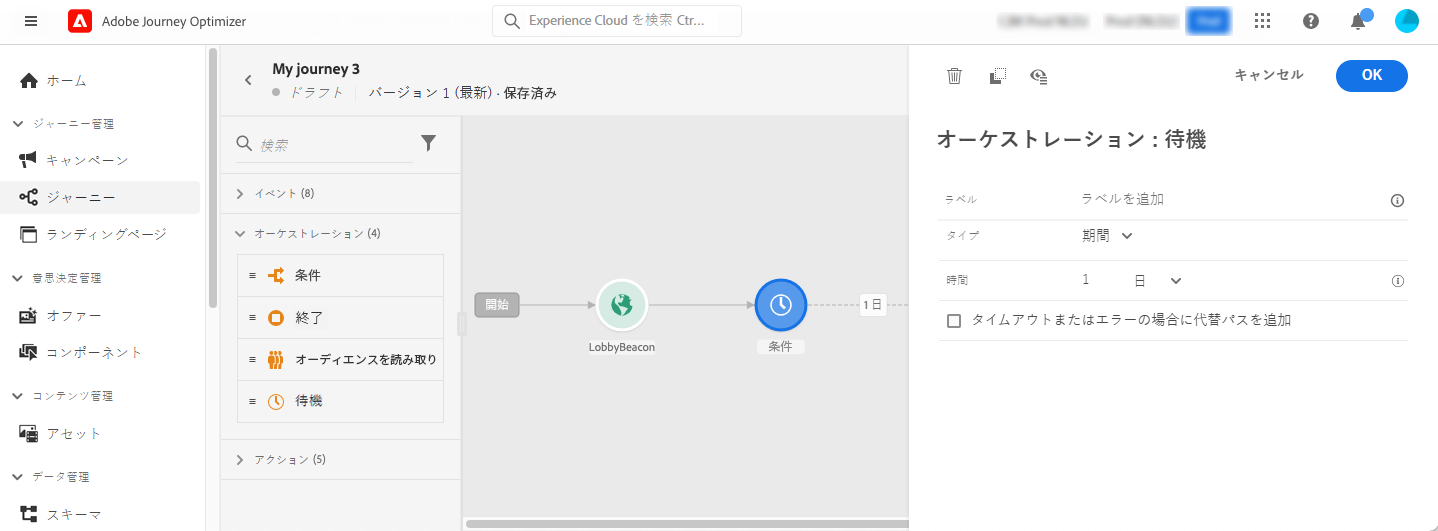 Adobe Journey Optimizer
Experience Cloud を検索 Ctr...
ホーム
ジャーニー管理
キャンペーン
ジャーニー
ランディングページ
意思決定管理
オファー
コンポーネント
コンテンツ管理
アセット
データ管理
スキーマ
My journey 3
ドラフト
バージョン 1 (最新) · 保存済み
検索
イベント (8)
オーケストレーション (4)
条件
終了
オーディエンスを読み取り
待機
アクション (5)
開始
LobbyBeacon
条件
1 日
キャンセル
OK
オーケストレーション : 待機
ラベル
ラベルを追加
タイプ
期間
時間
1
日
タイムアウトまたはエラーの場合に代替パスを追加